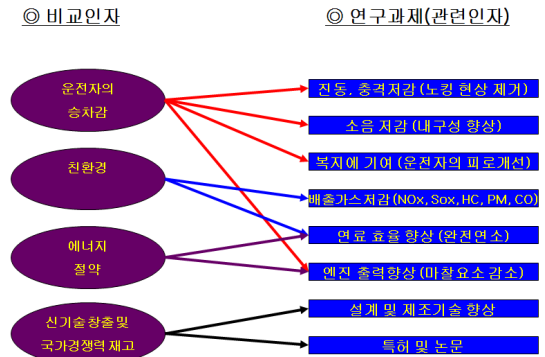 ◎ 비교인자
◎ 연구과제(관련인자)
운전자의
승차감
친환경
에너지
절약
신기술 창출 및
국가경쟁력 재고
진동, 충격저감 (노킹 현상 제거)
소음 저감 (내구성 향상)
복지에 기여 (운전자의 피로개선)
배출가스 저감 (NOx, Sox, HC, PM, CO)
연료 효율 향상 (완전연소)
엔진 출력향상 (마찰요소 감소)
설계 및 제조기술 향상
특허 및 논문